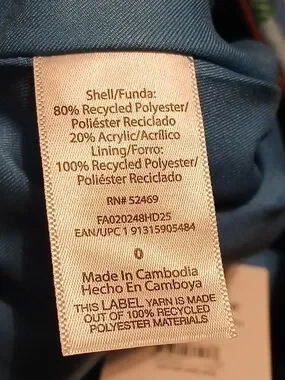 Shell/Funda:
80% Recycled Polyester/
Poliéster Reciclado
20% Acrylic/Acrílico
Lining/Forro:
100% Recycled Polyester/
Poliéster Reciclado
RN# 52469
FA020248HD25
EAN/UPC 1 91315905484
0
Made In Cambodia
Hecho En Camboya
THIS LABEL YARN IS MADE
OUT OF 100% RECYCLED
POLYESTER MATERIALS